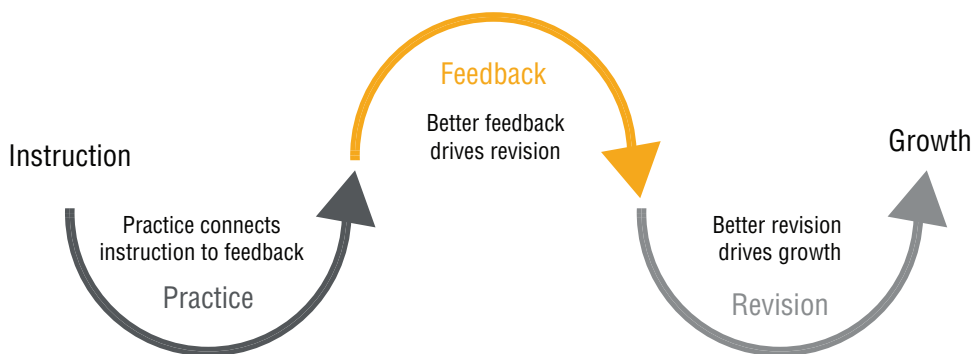 Instruction
Practice connects
instruction to feedback
Practice
Feedback
Better feedback
drives revision
Better revision
drives growth
Revision
Growth